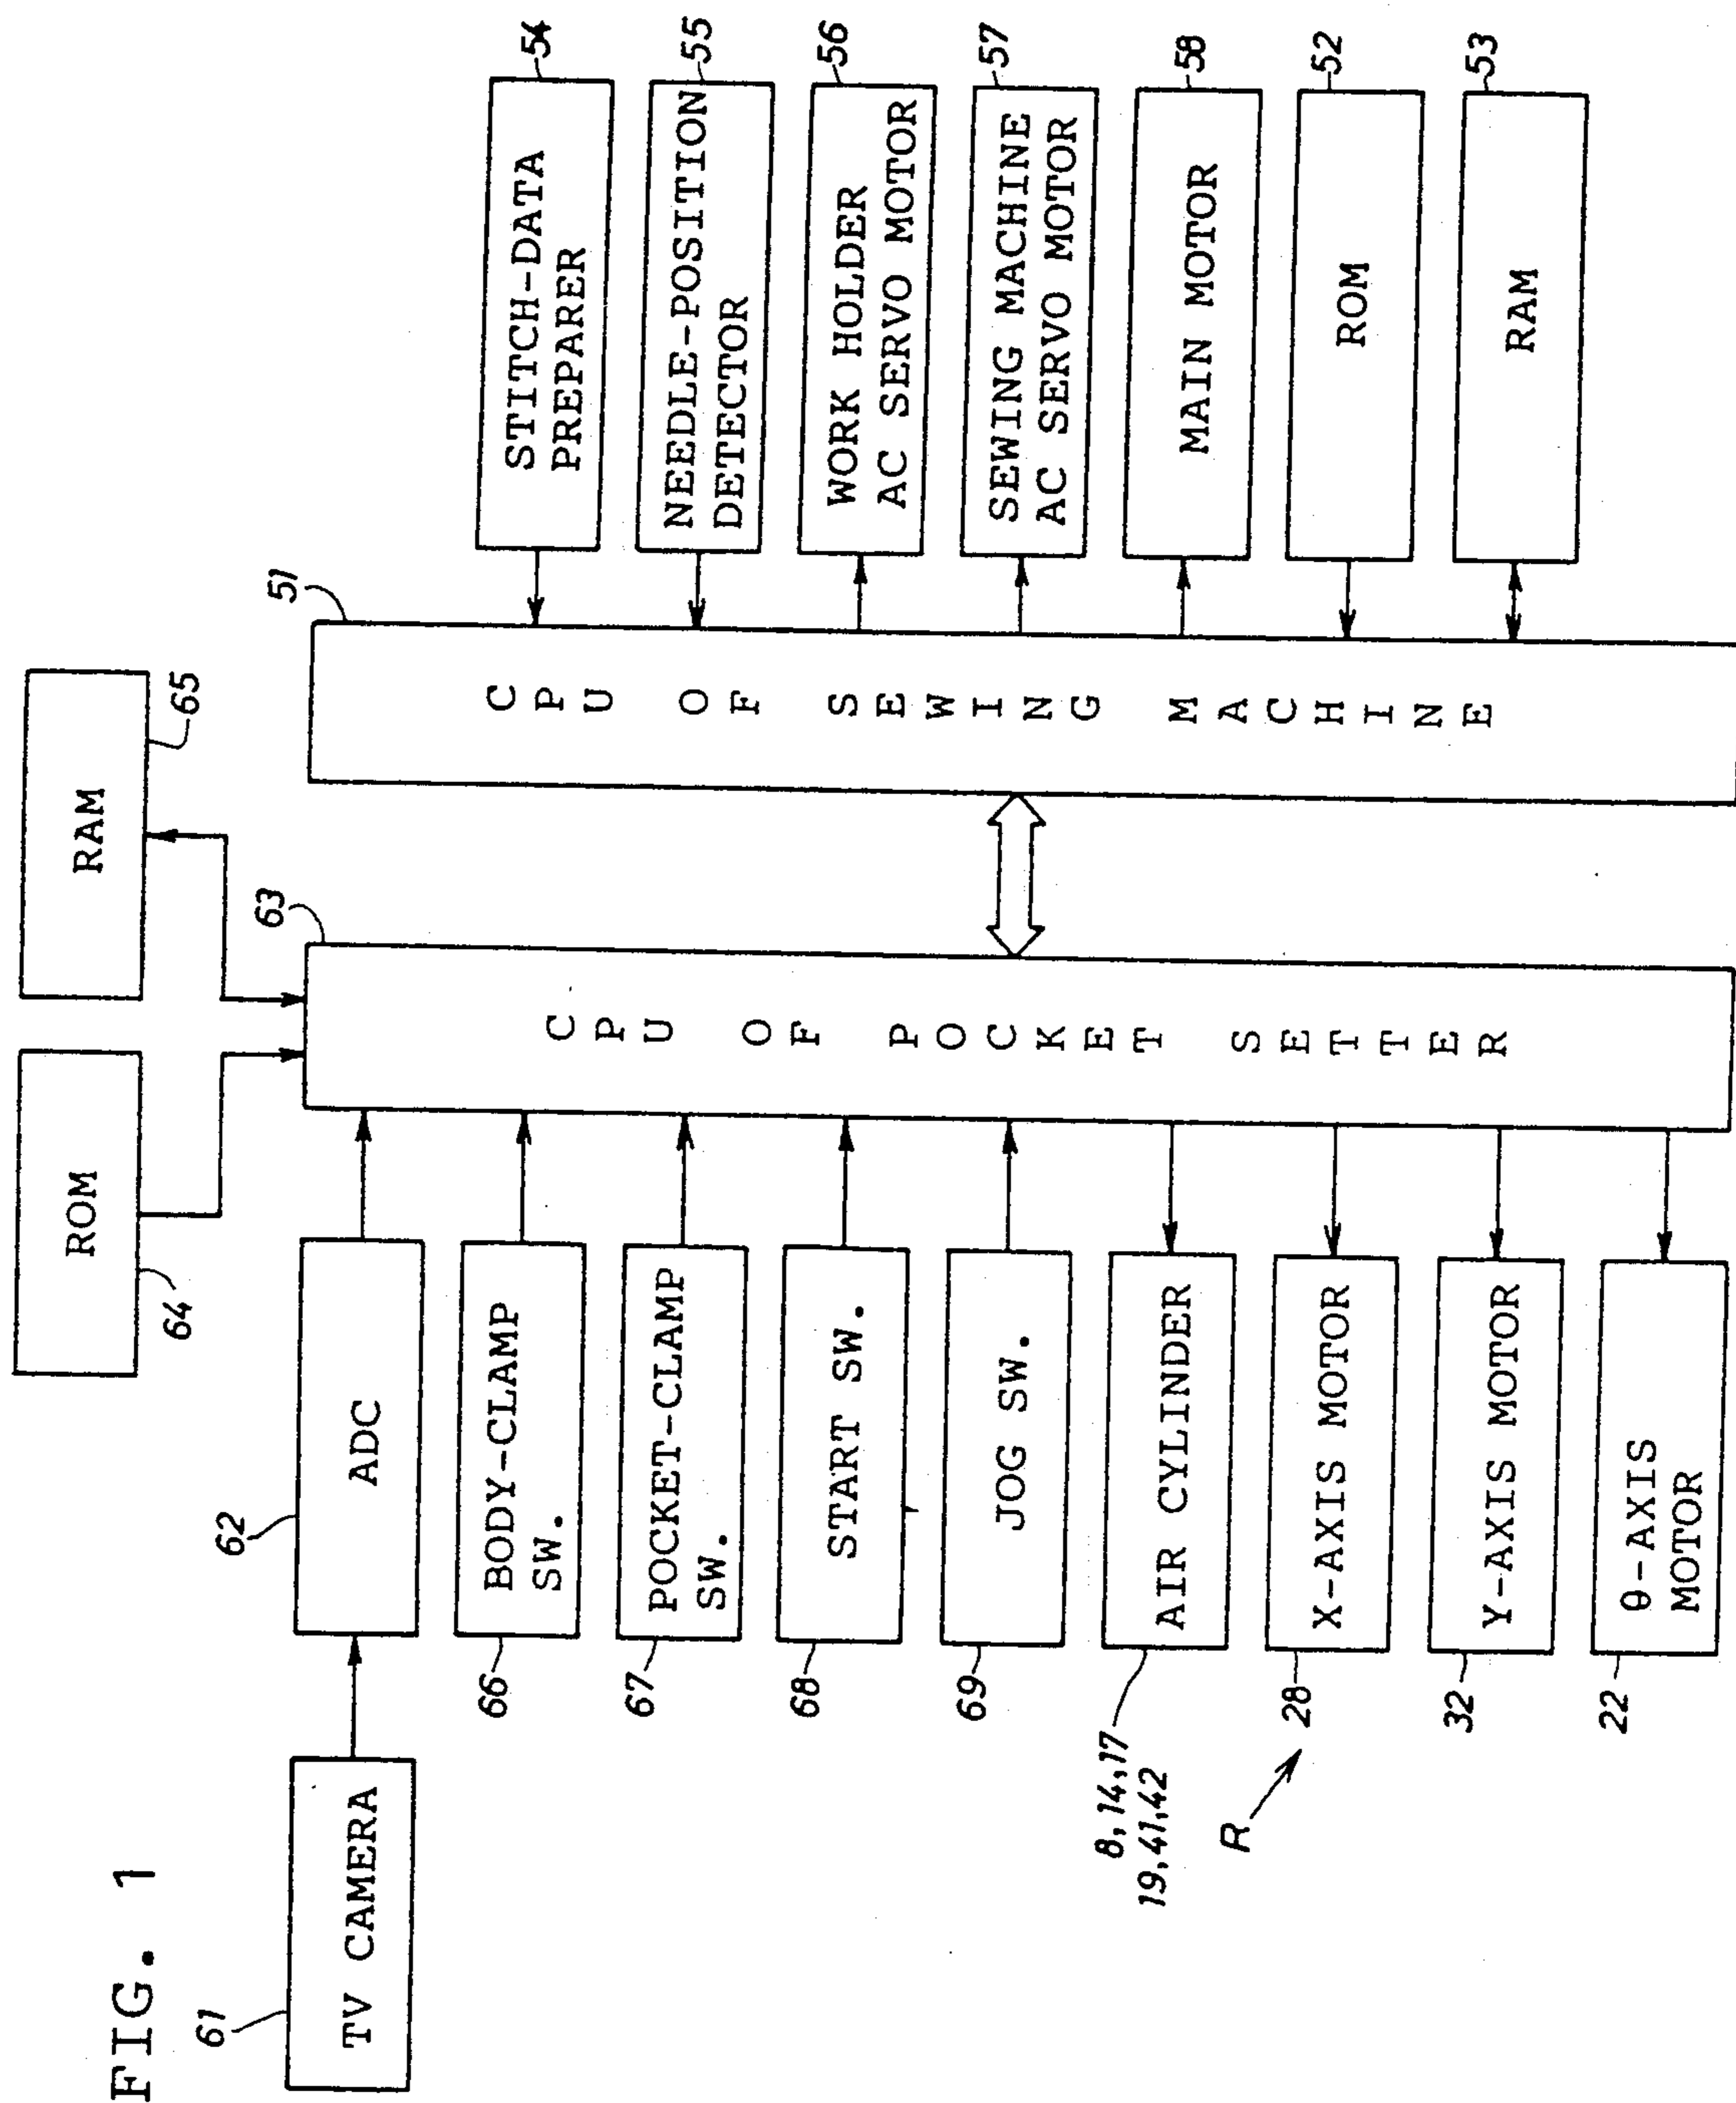 FIG. 1
61
TV CAMERA
62
ADC
66
BODY-CLAMP
SW.
67
POCKET-CLAMP
SW.
68
START SW.
69
JOG SW.
8,14,17
19,41,42
AIR CYLINDER
R
28
X-AXIS MOTOR
32
Y-AXIS MOTOR
22
θ-AXIS
MOTOR
64
ROM
65
RAM
63
CPU OF POCKET SETTER
51
CPU OF SEWING MACHINE
54
STITCH-DATA
PREPARER
55
NEEDLE-POSITION
DETECTOR
56
WORK HOLDER
AC SERVO MOTOR
57
SEWING MACHINE
AC SERVO MOTOR
58
MAIN MOTOR
52
ROM
53
RAM